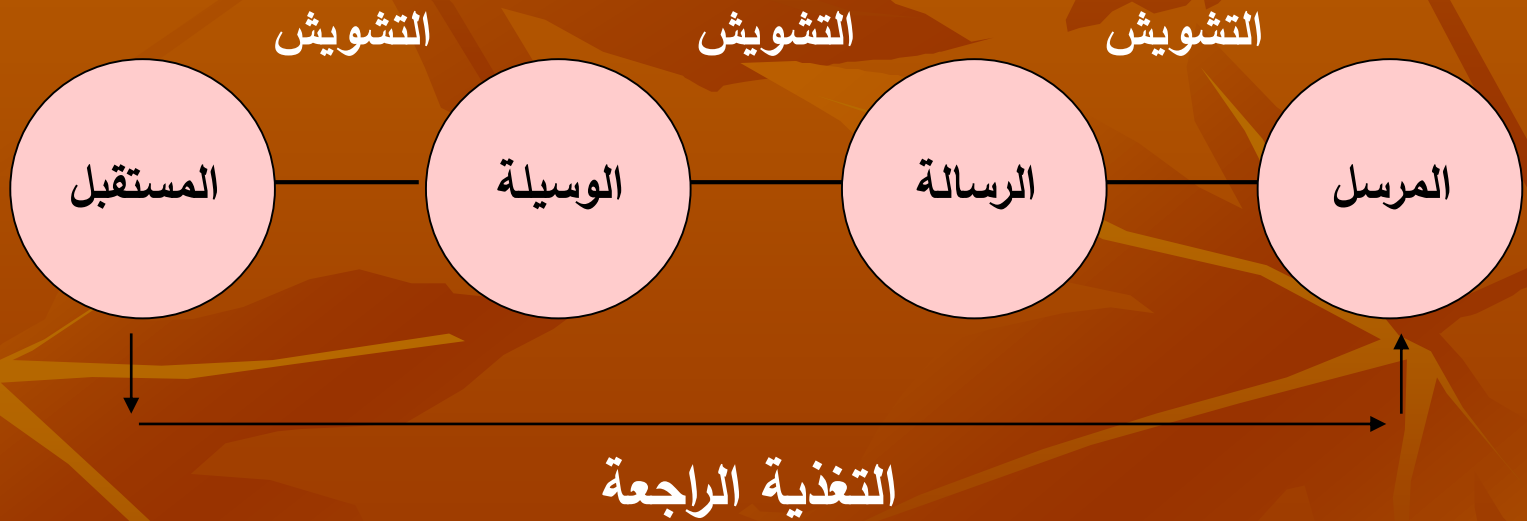 التشويش التشويش التشويش
المرسل الرسالة الوسيلة المستقبل
التغذية الراجعة